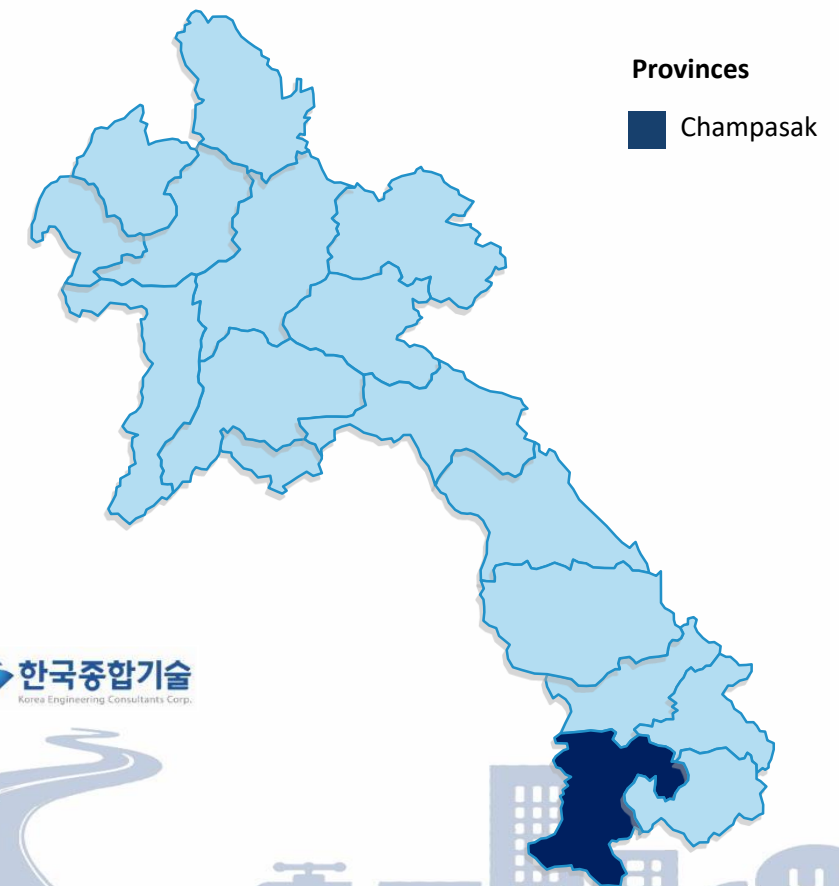 Provinces
Champasak
한국종합기술
Korea Engineering Consultants Corp.